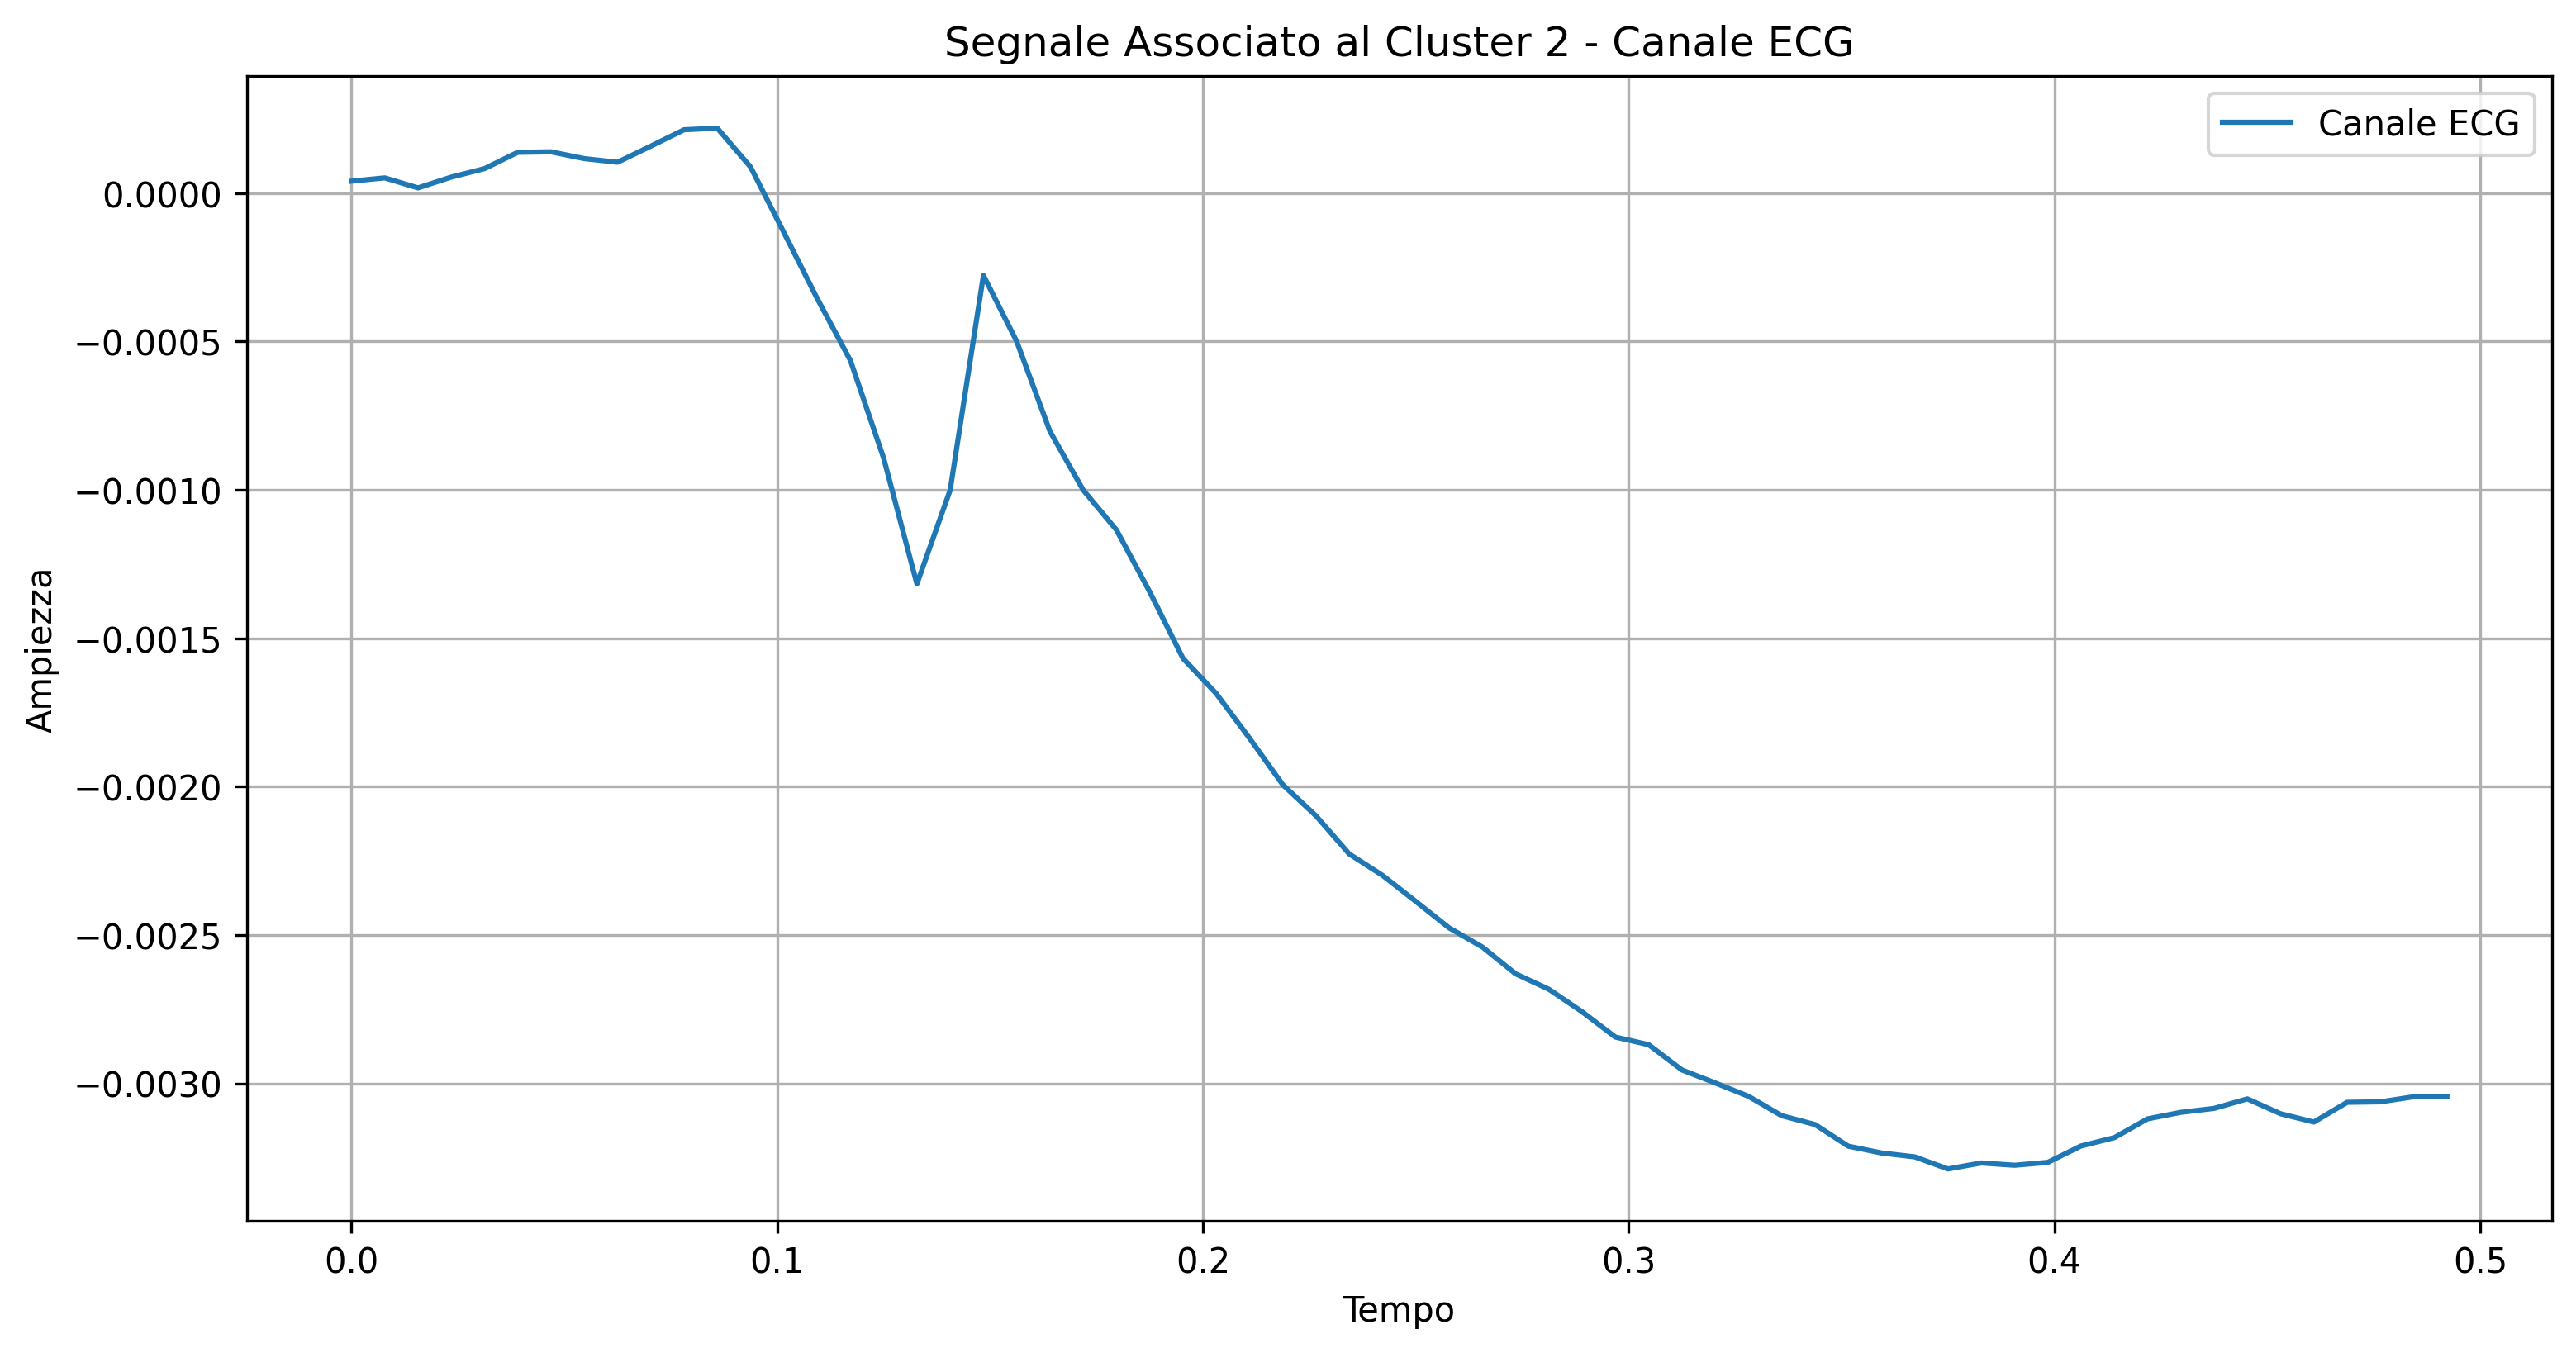 Segnale Associato al Cluster 2 - Canale ECG
Canale ECG
0.0000
−0.0005
−0.0010
−0.0015
−0.0020
−0.0025
−0.0030
Ampiezza
0.0 0.1 0.2 0.3 0.4 0.5
Tempo